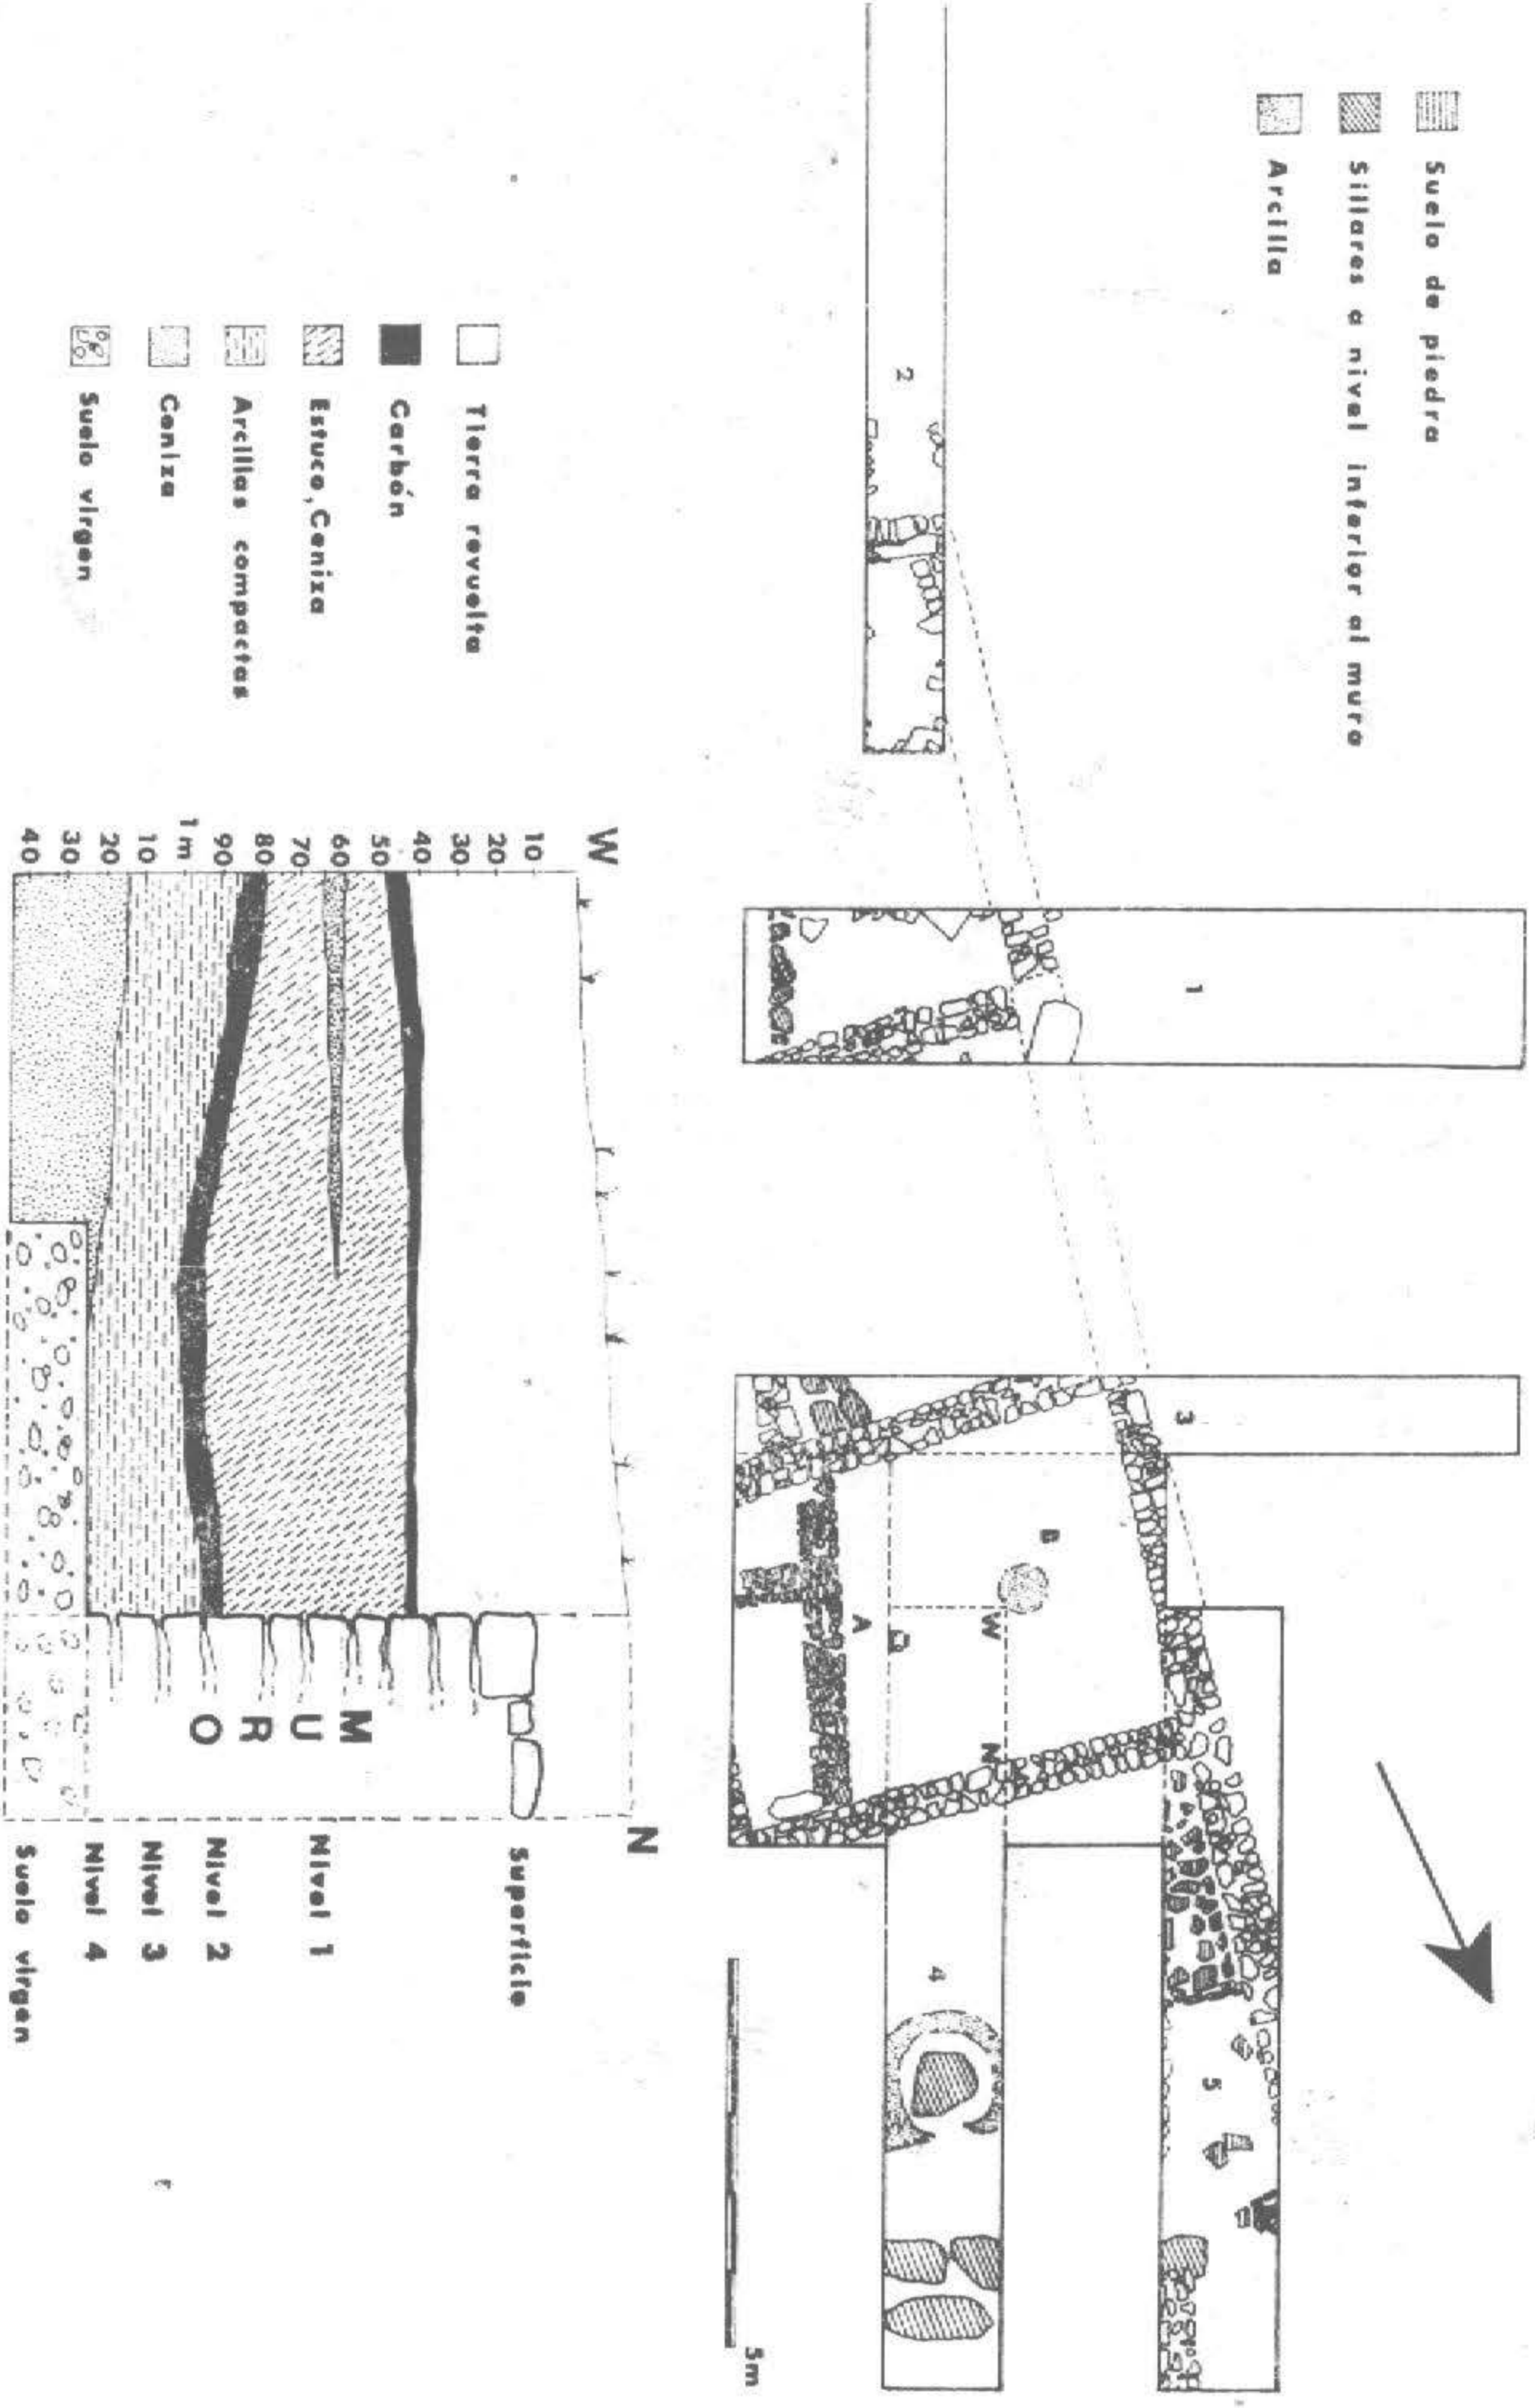 Suelo de piedra
Sillares a nivel inferior al muro
Arcilla
2
1
3
B
A
W
N
4
5
5m
Tierra revuelta
Carbón
Estuco, Ceniza
Arcillas compactas
Ceniza
Suelo virgen
W
10
20
30
40
50
60
70
80
90
1m
10
20
30
40
MURO
N
Superficie
Nivel 1
Nivel 2
Nivel 3
Nivel 4
Suelo virgen